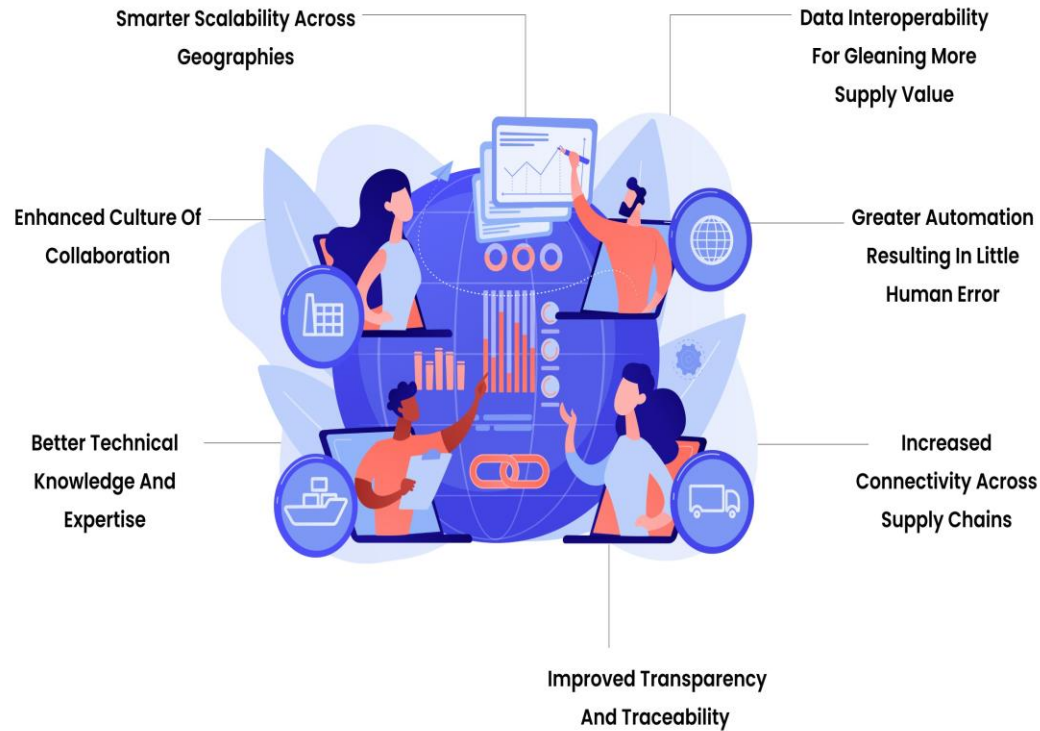 Smarter Scalability Across
Geographies
Data Interoperability
For Gleaning More
Supply Value
Enhanced Culture Of
Collaboration
Greater Automation
Resulting In Little
Human Error
Better Technical
Knowledge And
Expertise
Increased
Connectivity Across
Supply Chains
Improved Transparency
And Traceability